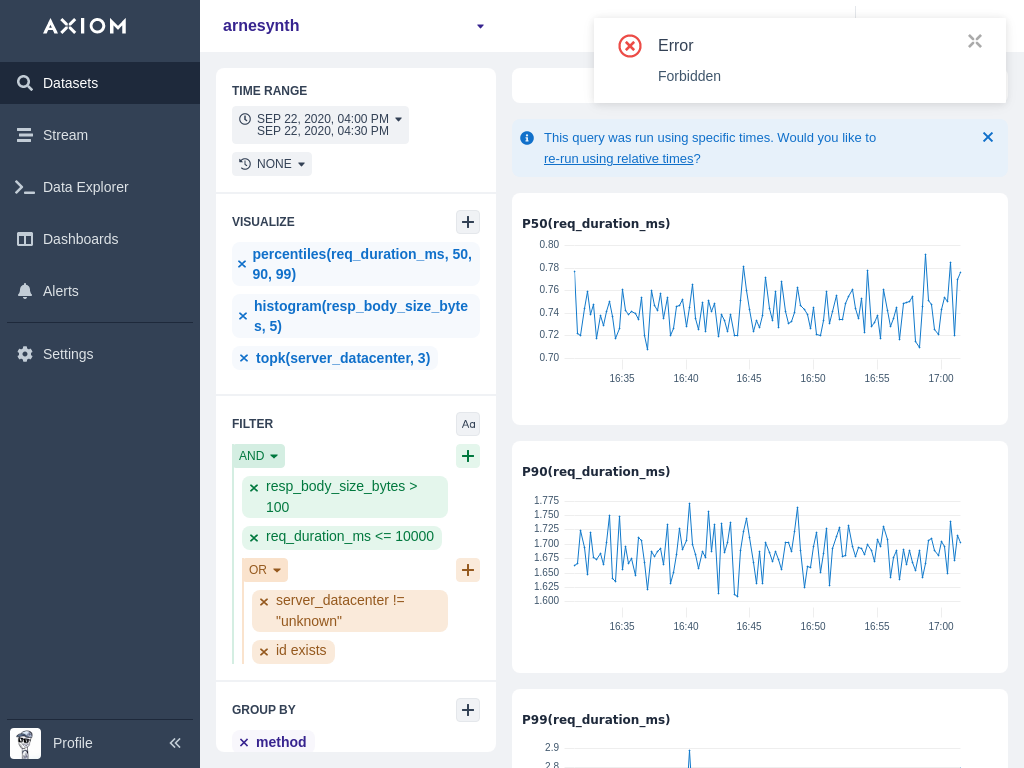 AXIOM
Datasets
Stream
Data Explorer
Dashboards
Alerts
Settings
Profile
arnesynth
Error
Forbidden
TIME RANGE
SEP 22, 2020, 04:00 PM
SEP 22, 2020, 04:30 PM
NONE
VISUALIZE
percentiles(req_duration_ms, 50,
90, 99)
histogram(resp_body_size_byte
s, 5)
topk(server_datacenter, 3)
FILTER
Aa
AND
resp_body_size_bytes >
100
req_duration_ms <= 10000
OR
server_datacenter !=
"unknown"
id exists
GROUP BY
method
This query was run using specific times. Would you like to
re-run using relative times?
P50(req_duration_ms)
0.80
0.78
0.76
0.74
0.72
0.70
16:35 16:40 16:45 16:50 16:55 17:00
P90(req_duration_ms)
1.775
1.750
1.725
1.700
1.675
1.650
1.625
1.600
16:35 16:40 16:45 16:50 16:55 17:00
P99(req_duration_ms)
2.9
2.8